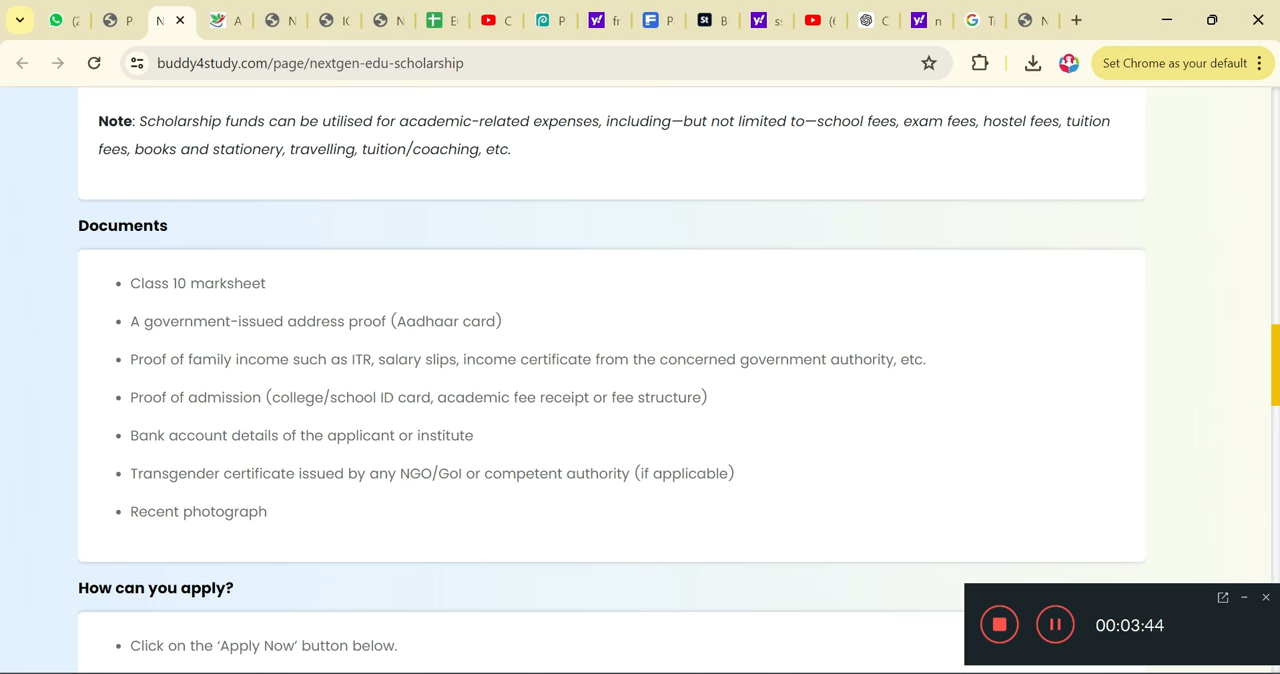 (2
P
N
A
N
IC
N
E
C
P
fr
P
B
s:
(6
C
n
Ti
N
buddy4study.com/page/nextgen-edu-scholarship
Set Chrome as your default
Note: Scholarship funds can be utilised for academic-related expenses, including—but not limited to—school fees, exam fees, hostel fees, tuition
fees, books and stationery, travelling, tuition/coaching, etc.
Documents
• Class 10 marksheet
• A government-issued address proof (Aadhaar card)
• Proof of family income such as ITR, salary slips, income certificate from the concerned government authority, etc.
• Proof of admission (college/school ID card, academic fee receipt or fee structure)
• Bank account details of the applicant or institute
• Transgender certificate issued by any NGO/GoI or competent authority (if applicable)
• Recent photograph
How can you apply?
• Click on the ‘Apply Now’ button below.
00:03:44